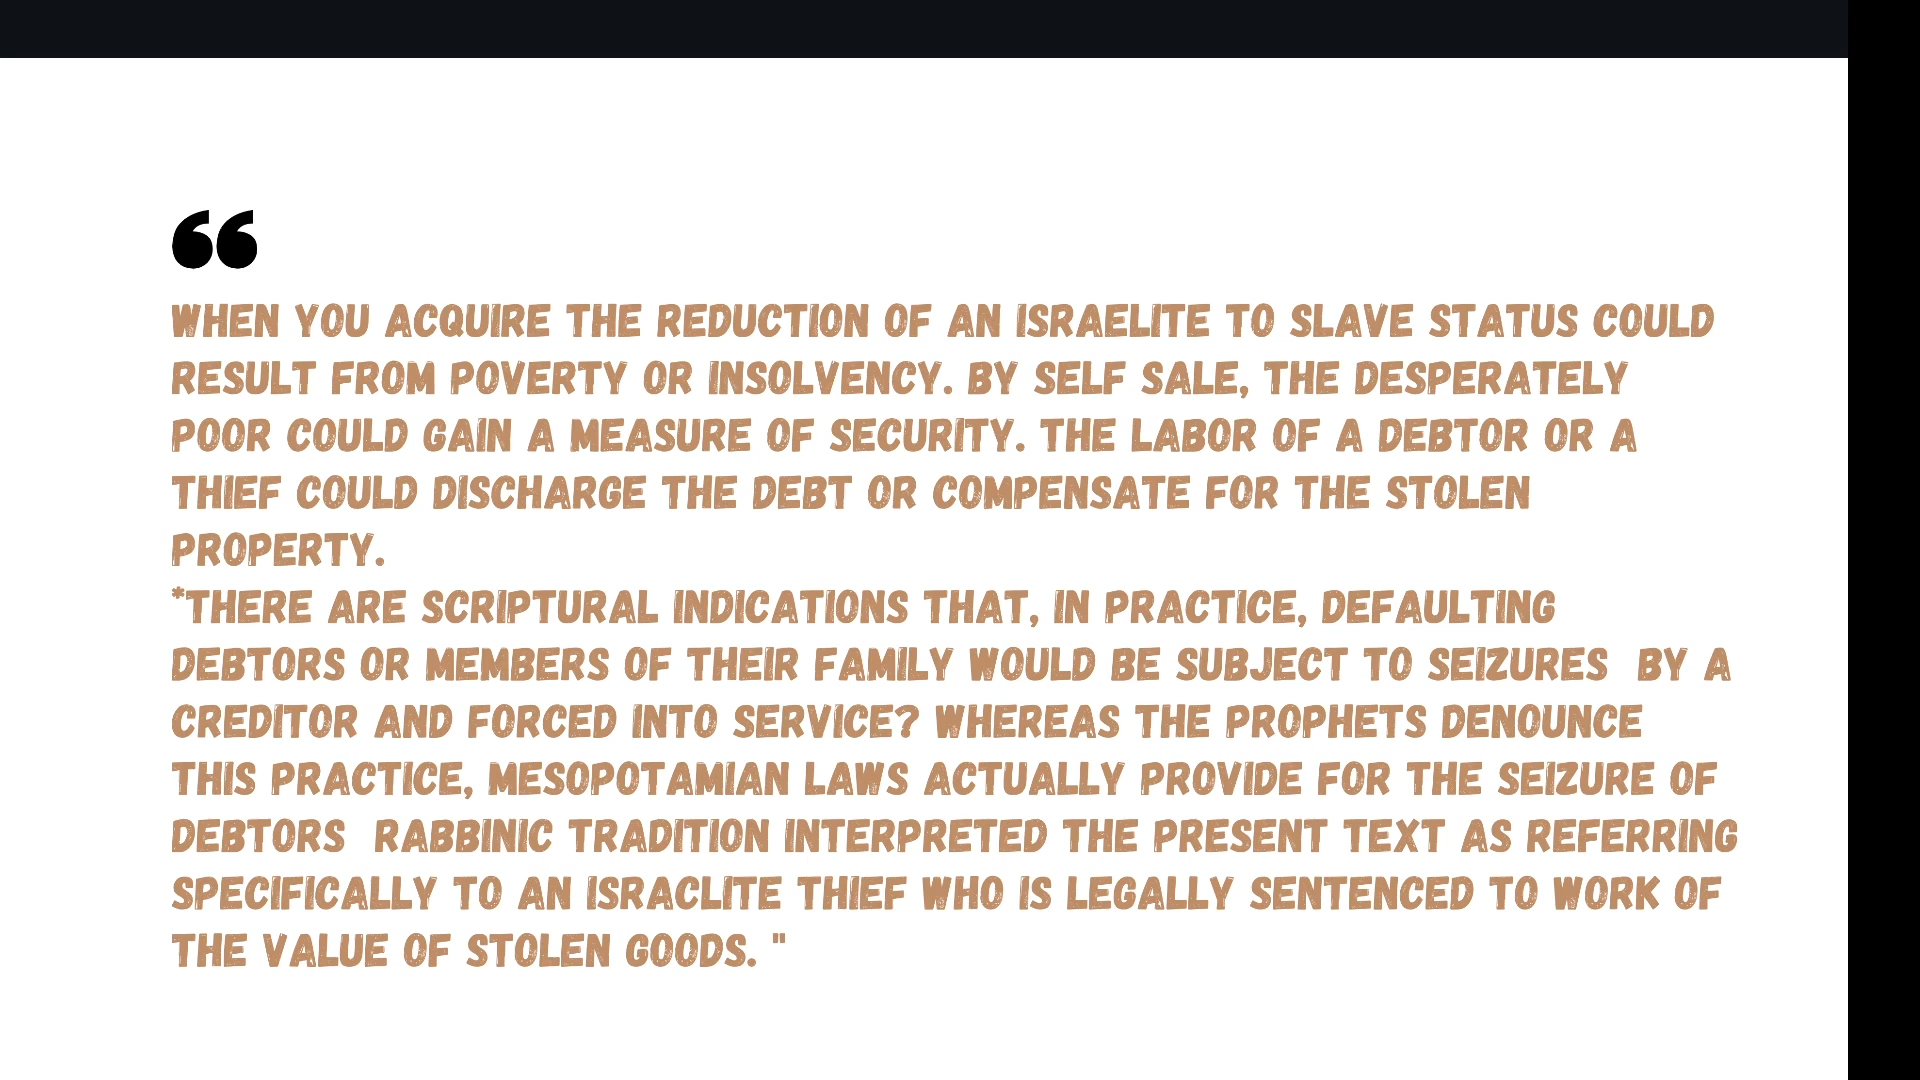 “
WHEN YOU ACQUIRE THE REDUCTION OF AN ISRAELITE TO SLAVE STATUS COULD
RESULT FROM POVERTY OR INSOLVENCY. BY SELF SALE, THE DESPERATELY
POOR COULD GAIN A MEASURE OF SECURITY. THE LABOR OF A DEBTOR OR A
THIEF COULD DISCHARGE THE DEBT OR COMPENSATE FOR THE STOLEN
PROPERTY.
*THERE ARE SCRIPTURAL INDICATIONS THAT, IN PRACTICE, DEFAULTING
DEBTORS OR MEMBERS OF THEIR FAMILY WOULD BE SUBJECT TO SEIZURES  BY A
CREDITOR AND FORCED INTO SERVICE? WHEREAS THE PROPHETS DENOUNCE
THIS PRACTICE, MESOPOTAMIAN LAWS ACTUALLY PROVIDE FOR THE SEIZURE OF
DEBTORS  RABBINIC TRADITION INTERPRETED THE PRESENT TEXT AS REFERRING
SPECIFICALLY TO AN ISRACLITE THIEF WHO IS LEGALLY SENTENCED TO WORK OF
THE VALUE OF STOLEN GOODS. "